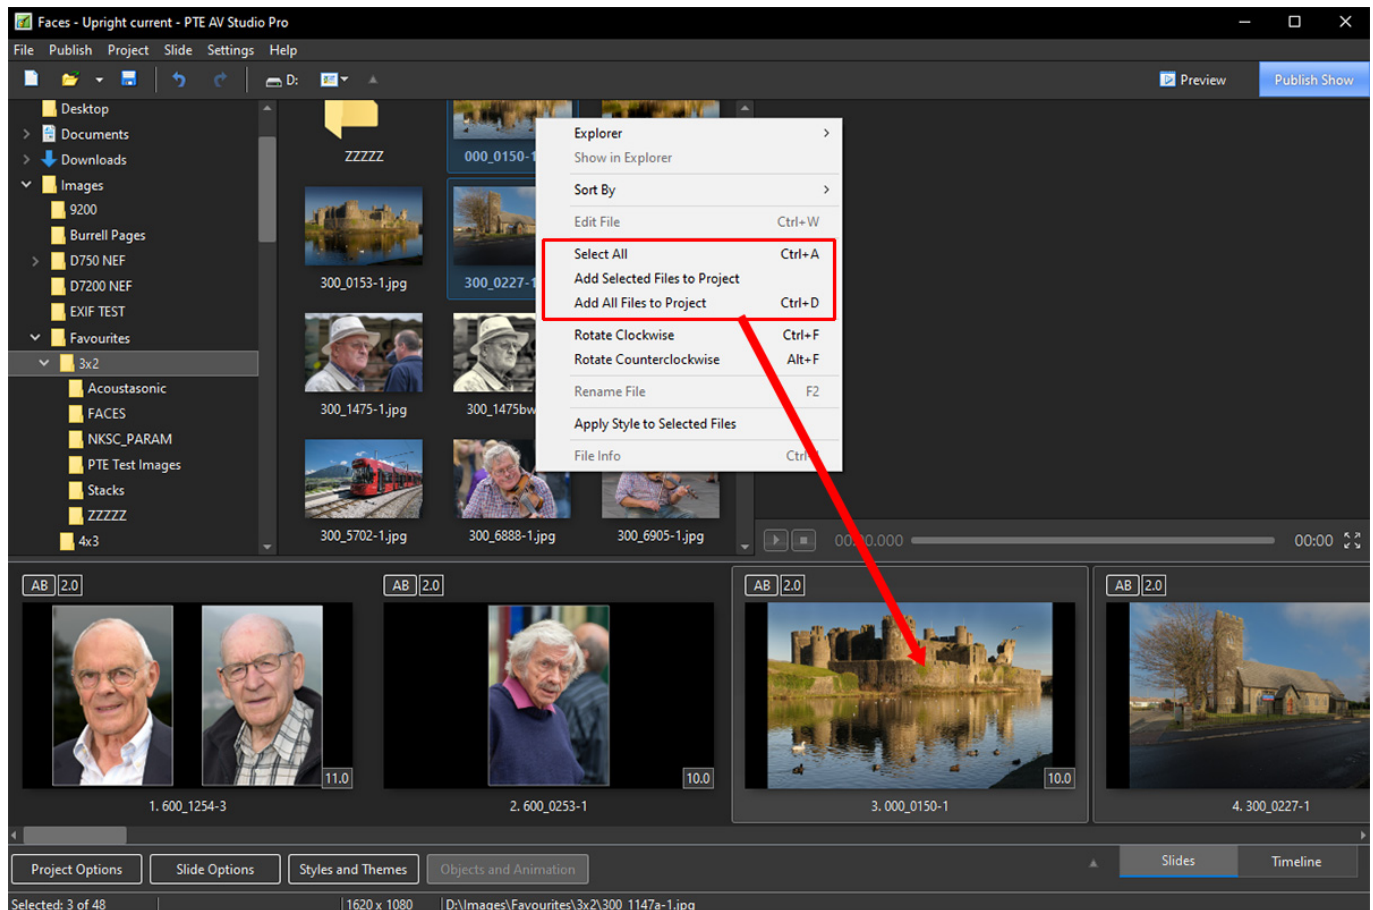 Faces - Upright current - PTE AV Studio Pro
File Publish Project Slide Settings Help
D:
Preview
Publish Show
Desktop
Documents
Downloads
Images
9200
Burrell Pages
D750 NEF
D7200 NEF
EXIF TEST
Favourites
3x2
Acoustasonic
FACES
NKSC_PARAM
PTE Test Images
Stacks
ZZZZZ
4x3
ZZZZZ
000_0150-1
300_0153-1.jpg
300_0227-1
300_1475-1.jpg
300_1475bw
300_5702-1.jpg
300_6888-1.jpg
300_6905-1.jpg
Explorer
Show in Explorer
Sort By
Edit File Ctrl+W
Select All Ctrl+A
Add Selected Files to Project
Add All Files to Project Ctrl+D
Rotate Clockwise Ctrl+F
Rotate Counterclockwise Alt+F
Rename File F2
Apply Style to Selected Files
File Info
00:00
AB 2.0
AB 2.0
AB 2.0
AB 2.0
11.0
10.0
10.0
1. 600_1254-3
2. 600_0253-1
3. 000_0150-1
4. 300_0227-1
Project Options
Slide Options
Styles and Themes
Objects and Animation
Slides
Timeline
Selected: 3 of 48
1620 x 1080
D:\Images\Favourites\3x2\300_1147a-1.jpg